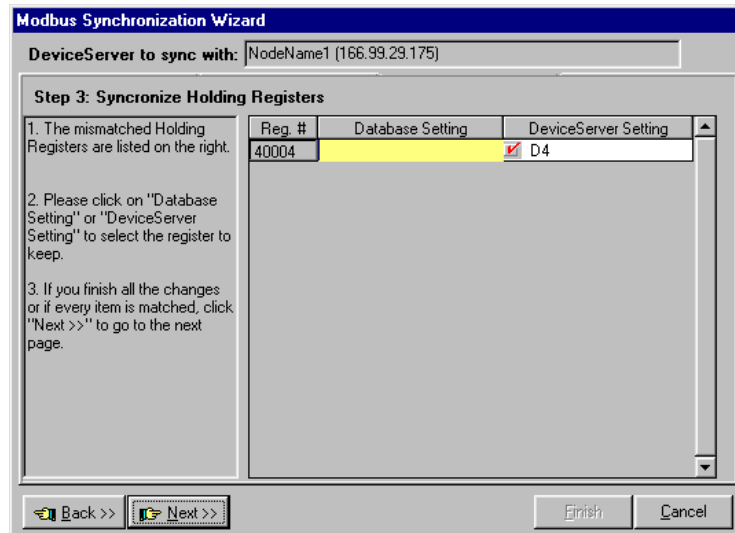 Modbus Synchronization Wizard
DeviceServer to sync with: NodeName1 (166.99.29.175)
Step 3: Syncronize Holding Registers
1. The mismatched Holding
Registers are listed on the right.
2. Please click on "Database
Setting" or "DeviceServer
Setting" to select the register to
keep.
3. If you finish all the changes
or if every item is matched, click
"Next >>" to go to the next
page.
Reg. # Database Setting DeviceServer Setting
40004 D4
Back >> Next >> Finish Cancel